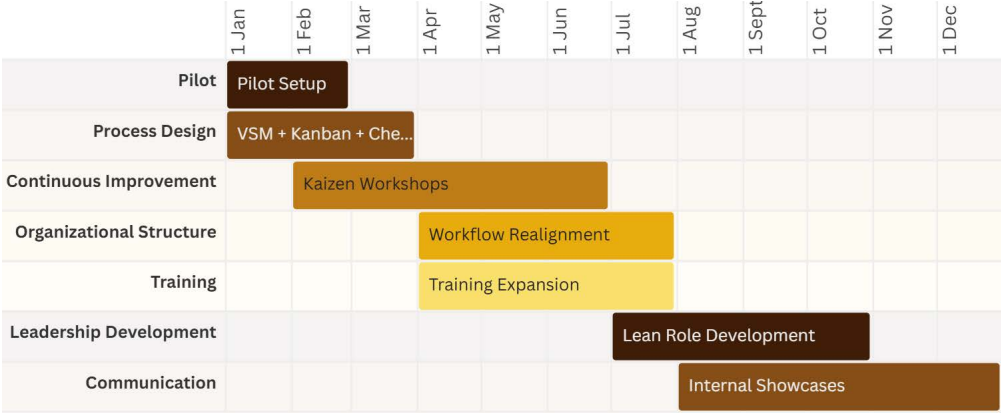 1 Jan
1 Feb
1 Mar
1 Apr
1 May
1 Jun
1 Jul
1 Aug
1 Sept
1 Oct
1 Nov
1 Dec
Pilot
Pilot Setup
Process Design
VSM + Kanban + Che...
Continuous Improvement
Kaizen Workshops
Organizational Structure
Workflow Realignment
Training
Training Expansion
Leadership Development
Lean Role Development
Communication
Internal Showcases